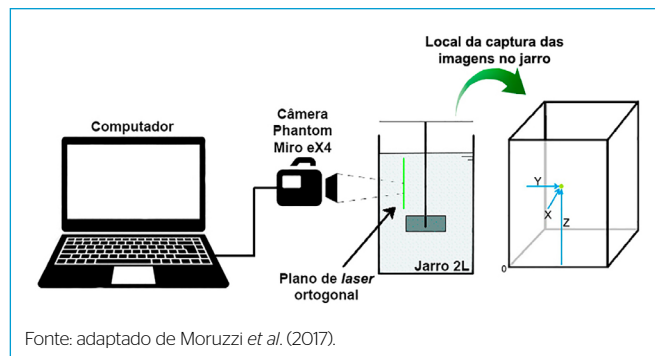 Local da captura das
imagens no jarro
Câmera
Phantom
Miro eX4
Computador
Y
X
Z
0
Plano de laser
ortogonal
Jarro 2L
Fonte: adaptado de Moruzzi et al. (2017).